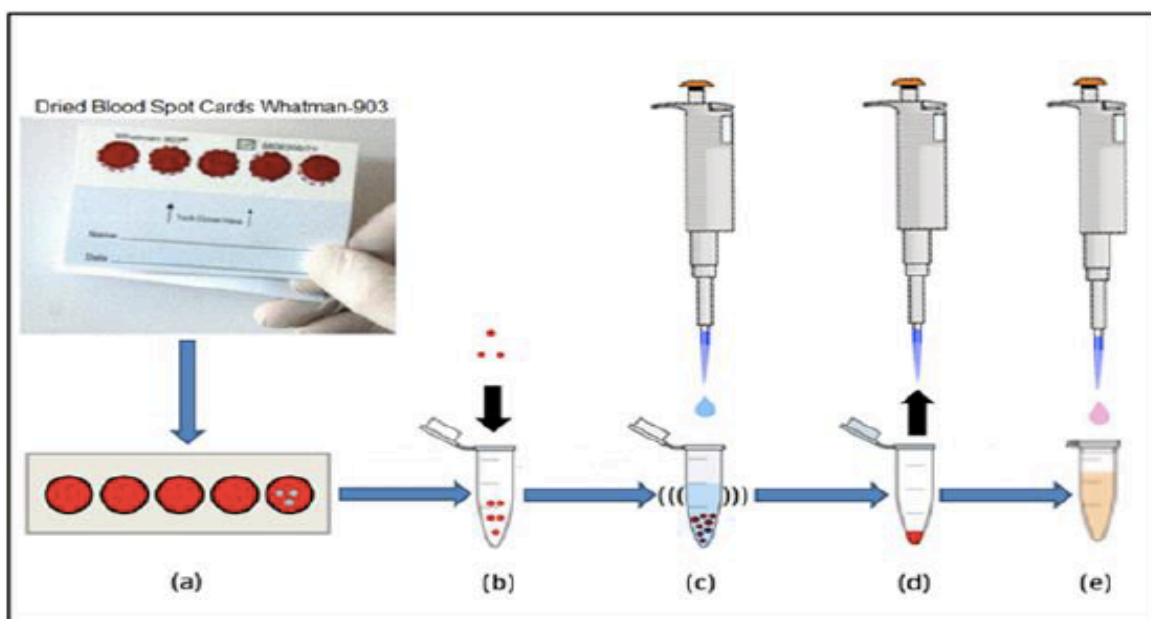 Dried Blood Spot Cards Whatman-903
Name
Date
(a)
(b)
(c)
(d)
(e)